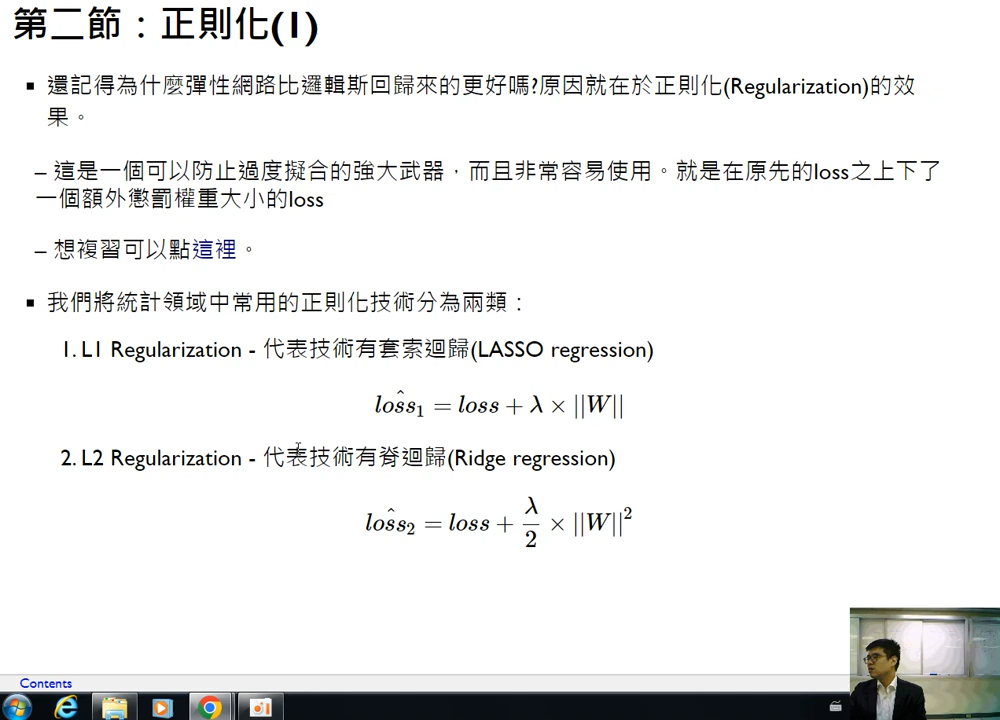 第二節：正則化(1)
▪ 還記得為什麼彈性網路比邏輯斯回歸來的更好嗎?原因就在於正則化(Regularization)的效
果。
– 這是一個可以防止過度擬合的強大武器，而且非常容易使用。就是在原先的loss之上下了
一個額外懲罰權重大小的loss
– 想複習可以點這裡。
▪ 我們將統計領域中常用的正則化技術分為兩類：
1. L1 Regularization - 代表技術有套索迴歸(LASSO regression)
lo\hat{s}s_1 = loss + λ × ||W||
2. L2 Regularization - 代表技術有脊迴歸(Ridge regression)
lo\hat{s}s_2 = loss + \frac{λ}{2} × ||W||^2
Contents